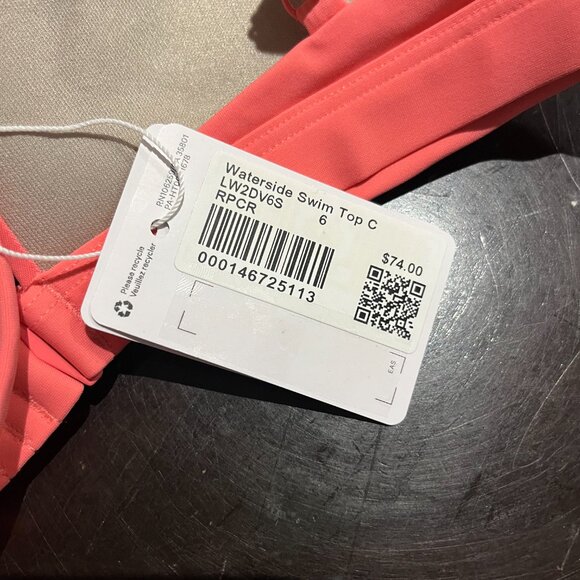 Waterside Swim Top C
LW2DV6S 6
RPCR
$74.00
000146725113
Please recycle
Veuillez recycler
EAS